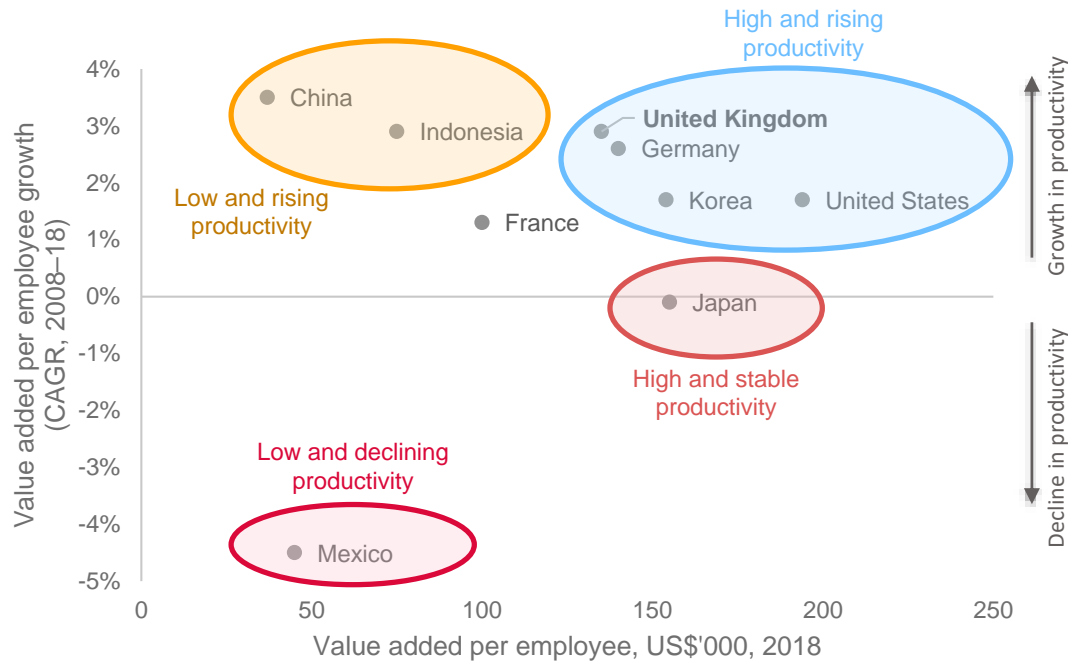 High and rising
productivity
4%
3%
2%
1%
0%
-1%
-2%
-3%
-4%
-5%
Value added per employee growth
(CAGR, 2008–18)
China
Indonesia
United Kingdom
Germany
Korea
United States
Low and rising
productivity
France
Japan
High and stable
productivity
Low and declining
productivity
Mexico
Growth in productivity
Decline in productivity
0
50
100
150
200
250
Value added per employee, US$'000, 2018